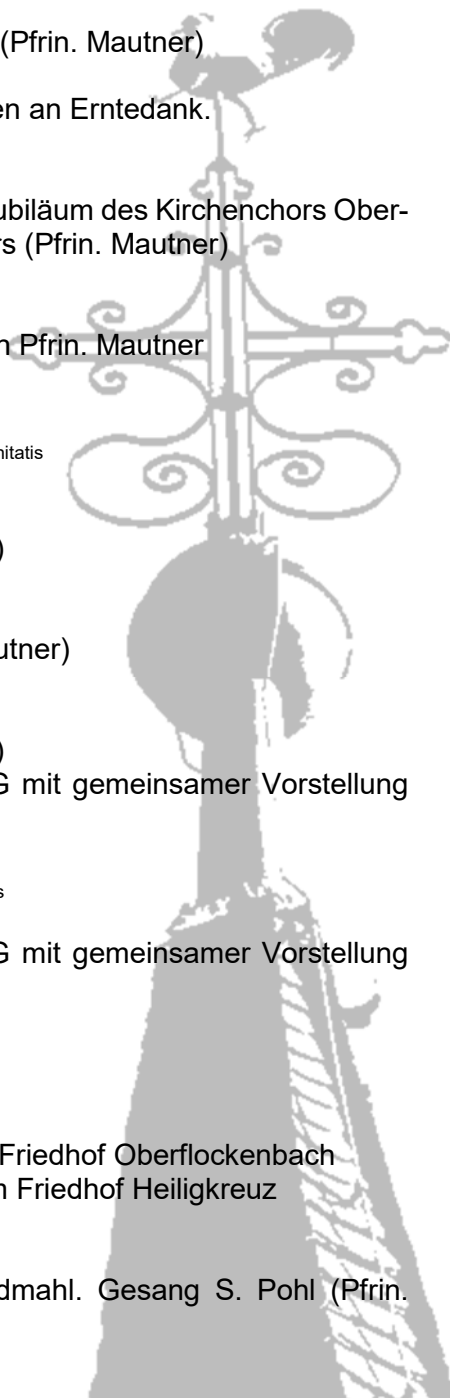 (Pfrin. Mautner)
en an Erntedank.
ubiläum des Kirchenchors Ober-
rs (Pfrin. Mautner)
n Pfrin. Mautner
nitatis
)
utner)
)
G mit gemeinsamer Vorstellung
s
G mit gemeinsamer Vorstellung
Friedhof Oberflockenbach
n Friedhof Heiligkreuz
dmahl. Gesang S. Pohl (Pfrin.